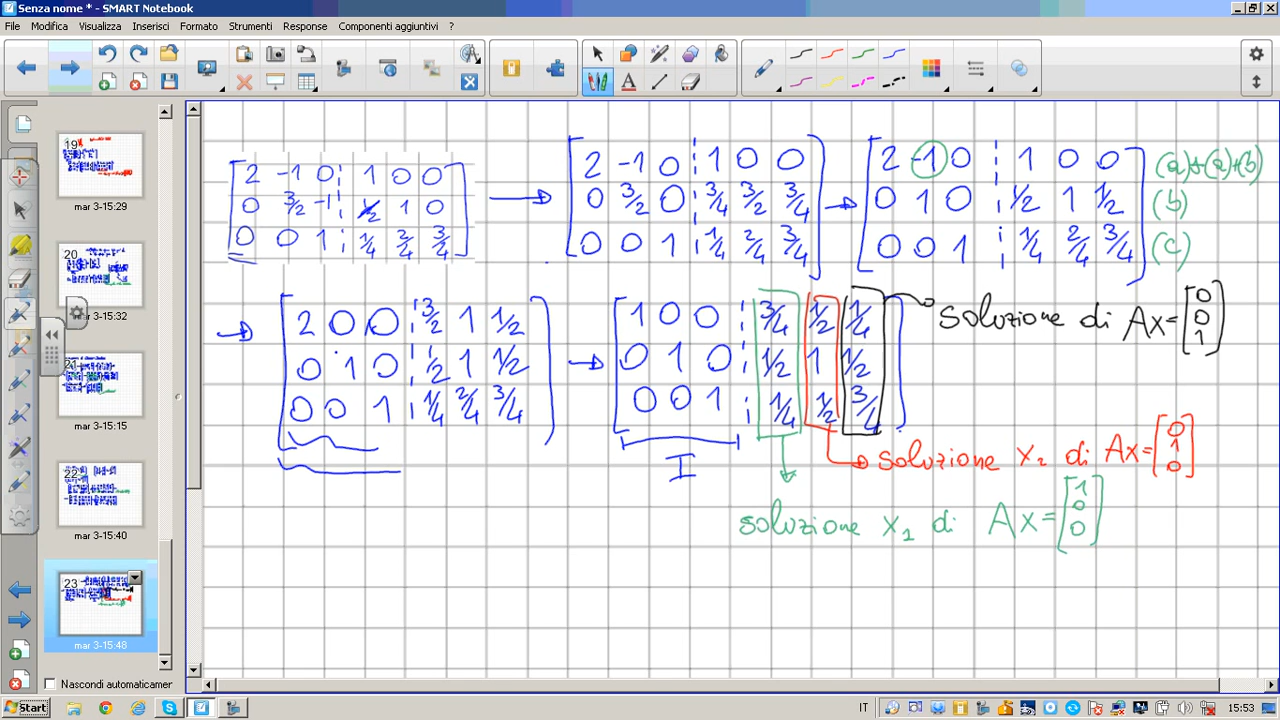 Senza nome * - SMART Notebook
File Modifica Visualizza Inserisci Formato Strumenti Response Componenti aggiuntivi ?
19
mar 3-15:29
20
mar 3-15:32
21
mar 3-15:15
22
mar 3-15:40
23
mar 3-15:48
Nascondi automaticamer
2 -1 0 ¦ 1 0 0
0 3/2 -1 ¦ 1/2 1 0
0 0 1 ¦ 1/4 2/4 3/4
→
2 -1 0 ¦ 1 0 0
0 3/2 0 ¦ 3/4 3/2 3/4
0 0 1 ¦ 1/4 2/4 3/4
→
2 -1 0 ¦ 1 0 0 (a)←(a)+(b)
0 1 0 ¦ 1/2 1 1/2 (b)
0 0 1 ¦ 1/4 2/4 3/4 (c)
→
2 0 0 ¦ 3/2 1 1/2
0 1 0 ¦ 1/2 1 1/2
0 0 1 ¦ 1/4 2/4 3/4
→
1 0 0 ¦ 3/4 1/2 1/4
0 1 0 ¦ 1/2 1 1/2
0 0 1 ¦ 1/4 1/2 3/4
I
soluzione di Ax = [0 0 1]
soluzione x₂ di Ax = [0 1 0]
soluzione x₁ di Ax = [1 0 0]
Start
IT
15:53